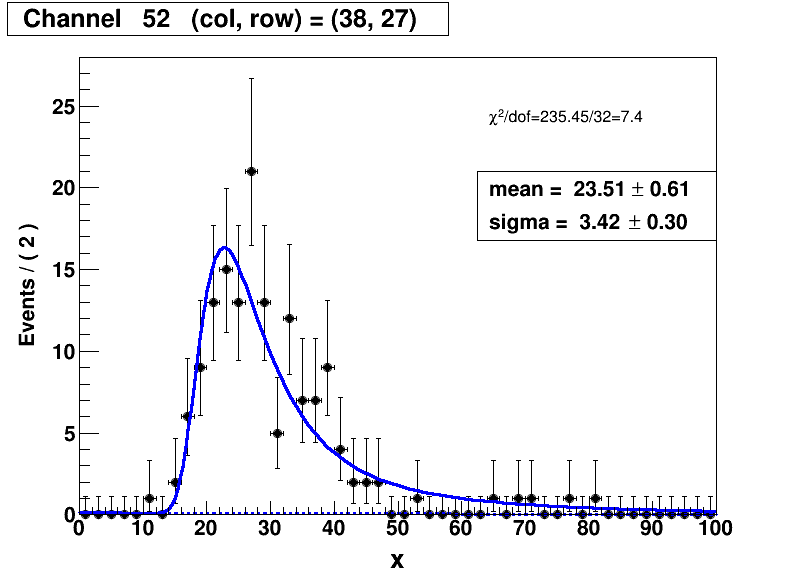 Channel 52 (col, row) = (38, 27)
χ²/dof=235.45/32=7.4
mean = 23.51 ± 0.61
sigma = 3.42 ± 0.30
Events / ( 2 )
25
20
15
10
5
0
0 10 20 30 40 50 60 70 80 90 100
x